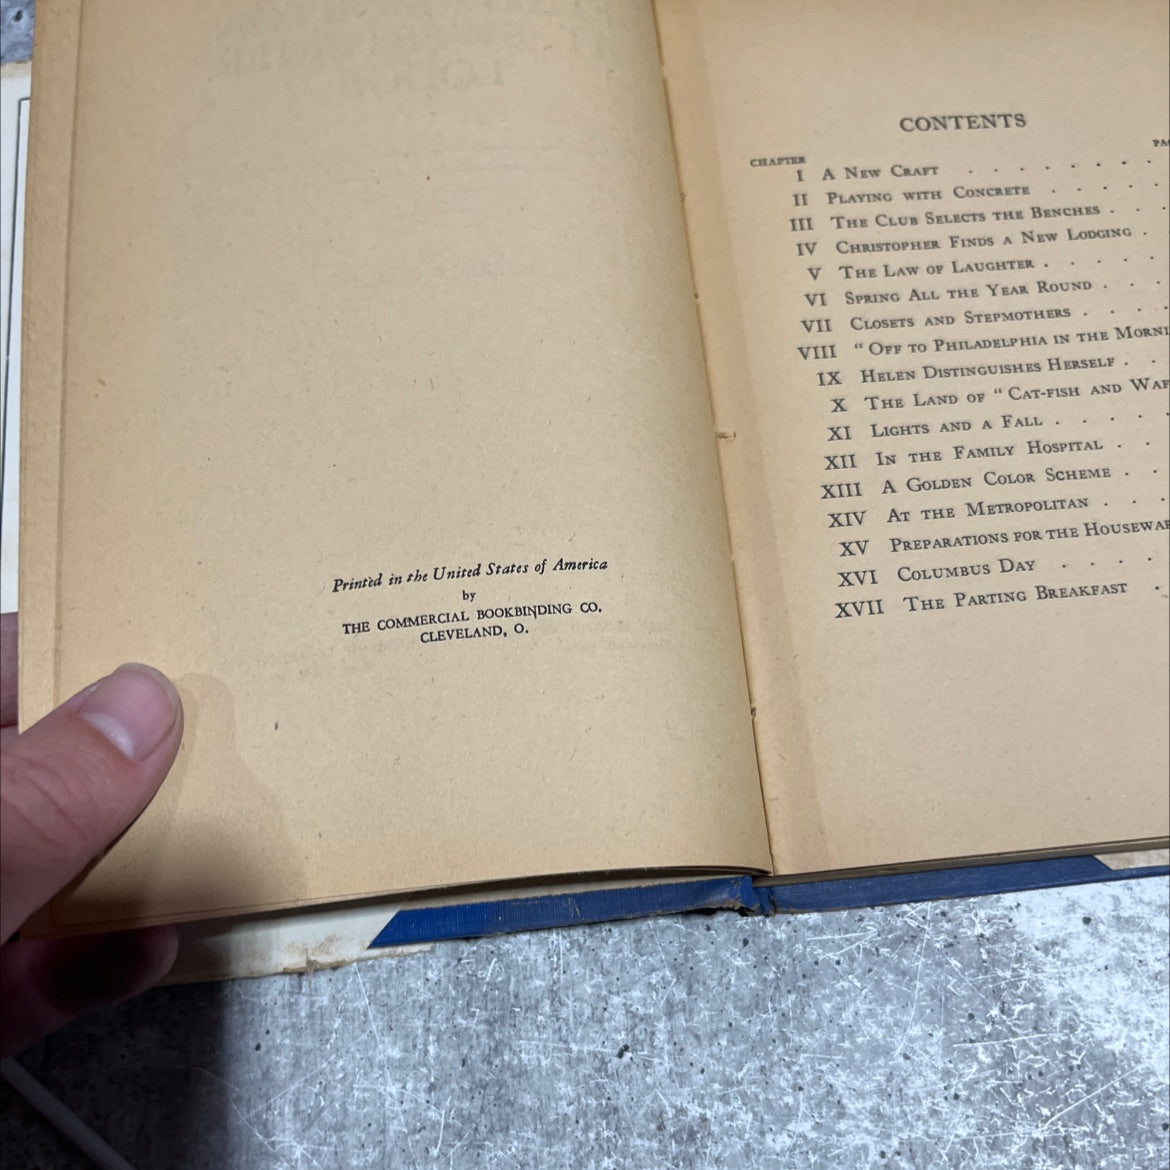 Printed in the United States of America
by
THE COMMERCIAL BOOKBINDING CO.
CLEVELAND, O.
CONTENTS
CHAPTER
I A NEW CRAFT
II PLAYING WITH CONCRETE
III THE CLUB SELECTS THE BENCHES
IV CHRISTOPHER FINDS A NEW LODGING
V THE LAW OF LAUGHTER
VI SPRING ALL THE YEAR ROUND
VII CLOSETS AND STEPMOTHERS
VIII "OFF TO PHILADELPHIA IN THE
IX HELEN DISTINGUISHES HERSELF
X THE LAND OF "CAT-FISH AND
XI LIGHTS AND A FALL
XII IN THE FAMILY HOSPITAL
XIII A GOLDEN COLOR SCHEME
XIV AT THE METROPOLITAN
XV PREPARATIONS FOR THE
XVI COLUMBUS DAY
XVII THE PARTING BREAKFAST